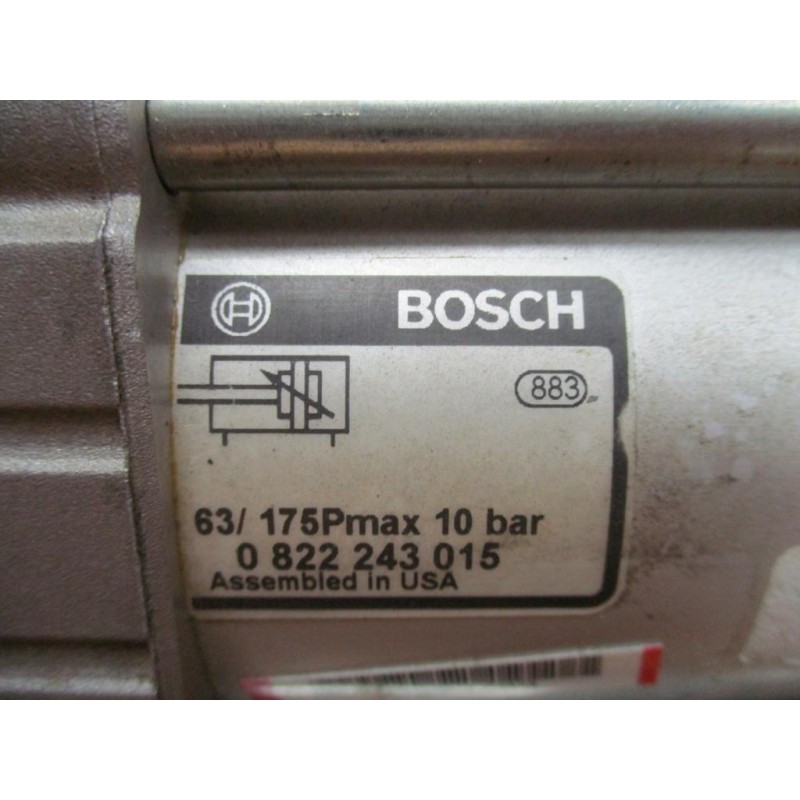 BOSCH
883
63/ 175Pmax 10 bar
0 822 243 015
Assembled in USA